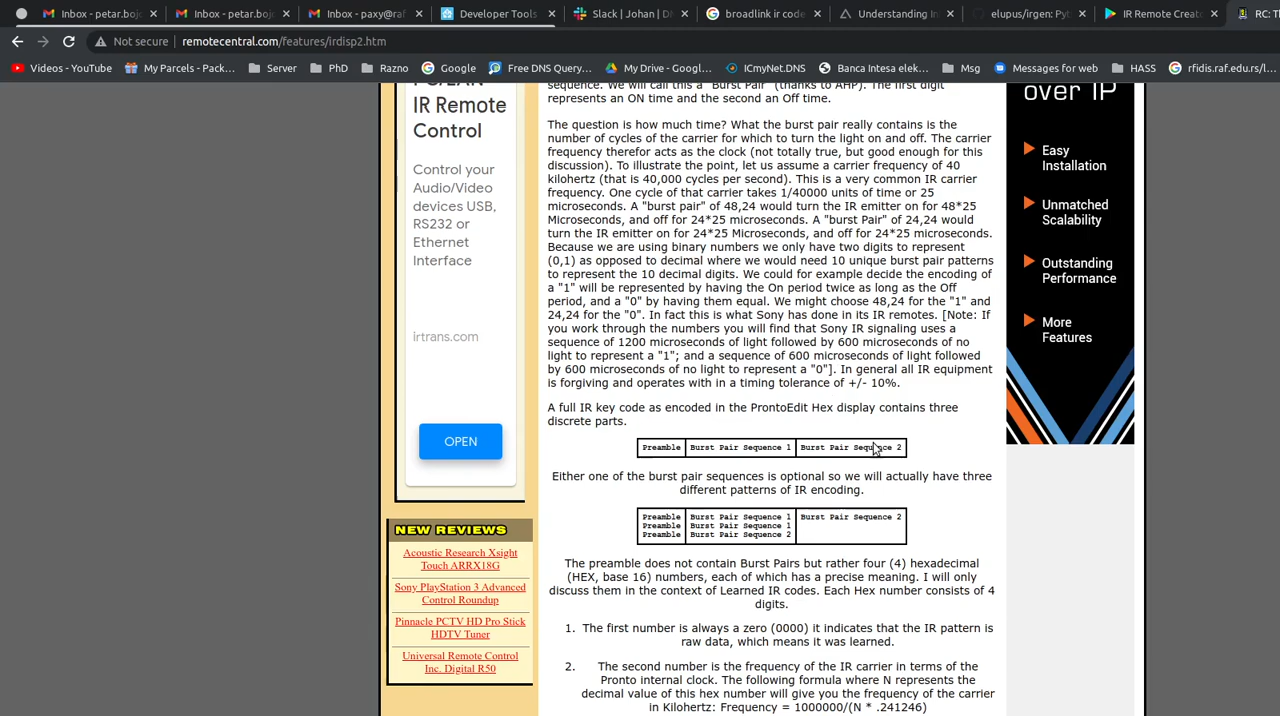 Inbox - petar.boj
Inbox - petar.boj
Inbox - paxy@raf
Developer Tools
Slack | Johan | D
broadlink ir code
Understanding I
elupus/irgen: Pyt
IR Remote Creat
RC: T
Not secure
remotecentral.com/features/irdisp2.htm
Videos - YouTube
My Parcels - Pack...
Server
PhD
Razno
Google
Free DNS Query...
My Drive - Googl...
ICmyNet.DNS
Banca Intesa elek...
Msg
Messages for web
HASS
rfidis.raf.edu.rs/l...
IR Remote
Control
Control your
Audio/Video
devices USB,
RS232 or
Ethernet
Interface
irtrans.com
OPEN
NEW REVIEWS
Acoustic Research Xsight
Touch ARRX18G
Sony PlayStation 3 Advanced
Control Roundup
Pinnacle PCTV HD Pro Stick
HDTV Tuner
Universal Remote Control
Inc. Digital R50
sequence. We will call this a "Burst Pair" (thanks to AHP). The first digit
represents an ON time and the second an Off time.
The question is how much time? What the burst pair really contains is the
number of cycles of the carrier for which to turn the light on and off. The carrier
frequency therefor acts as the clock (not totally true, but good enough for this
discussion). To illustrate the point, let us assume a carrier frequency of 40
kilohertz (that is 40,000 cycles per second). This is a very common IR carrier
frequency. One cycle of that carrier takes 1/40000 units of time or 25
microseconds. A "burst pair" of 48,24 would turn the IR emitter on for 48*25
Microseconds, and off for 24*25 microseconds. A "burst Pair" of 24,24 would
turn the IR emitter on for 24*25 Microseconds, and off for 24*25 microseconds.
Because we are using binary numbers we only have two digits to represent
(0,1) as opposed to decimal where we would need 10 unique burst pair patterns
to represent the 10 decimal digits. We could for example decide the encoding of
a "1" will be represented by having the On period twice as long as the Off
period, and a "0" by having them equal. We might choose 48,24 for the "1" and
24,24 for the "0". In fact this is what Sony has done in its IR remotes. [Note: If
you work through the numbers you will find that Sony IR signaling uses a
sequence of 1200 microseconds of light followed by 600 microseconds of no
light to represent a "1"; and a sequence of 600 microseconds of light followed
by 600 microseconds of no light to represent a "0"]. In general all IR equipment
is forgiving and operates with in a timing tolerance of +/- 10%.
A full IR key code as encoded in the ProntoEdit Hex display contains three
discrete parts.
Preamble Burst Pair Sequence 1 Burst Pair Sequence 2
Either one of the burst pair sequences is optional so we will actually have three
different patterns of IR encoding.
Preamble Burst Pair Sequence 1 Burst Pair Sequence 2
Preamble Burst Pair Sequence 1
Preamble Burst Pair Sequence 2
The preamble does not contain Burst Pairs but rather four (4) hexadecimal
(HEX, base 16) numbers, each of which has a precise meaning. I will only
discuss them in the context of Learned IR codes. Each Hex number consists of 4
digits.
1. The first number is always a zero (0000) it indicates that the IR pattern is
raw data, which means it was learned.
2. The second number is the frequency of the IR carrier in terms of the
Pronto internal clock. The following formula where N represents the
decimal value of this hex number will give you the frequency of the carrier
in Kilohertz: Frequency = 1000000/(N * .241246)
over IP
Easy
Installation
Unmatched
Scalability
Outstanding
Performance
More
Features